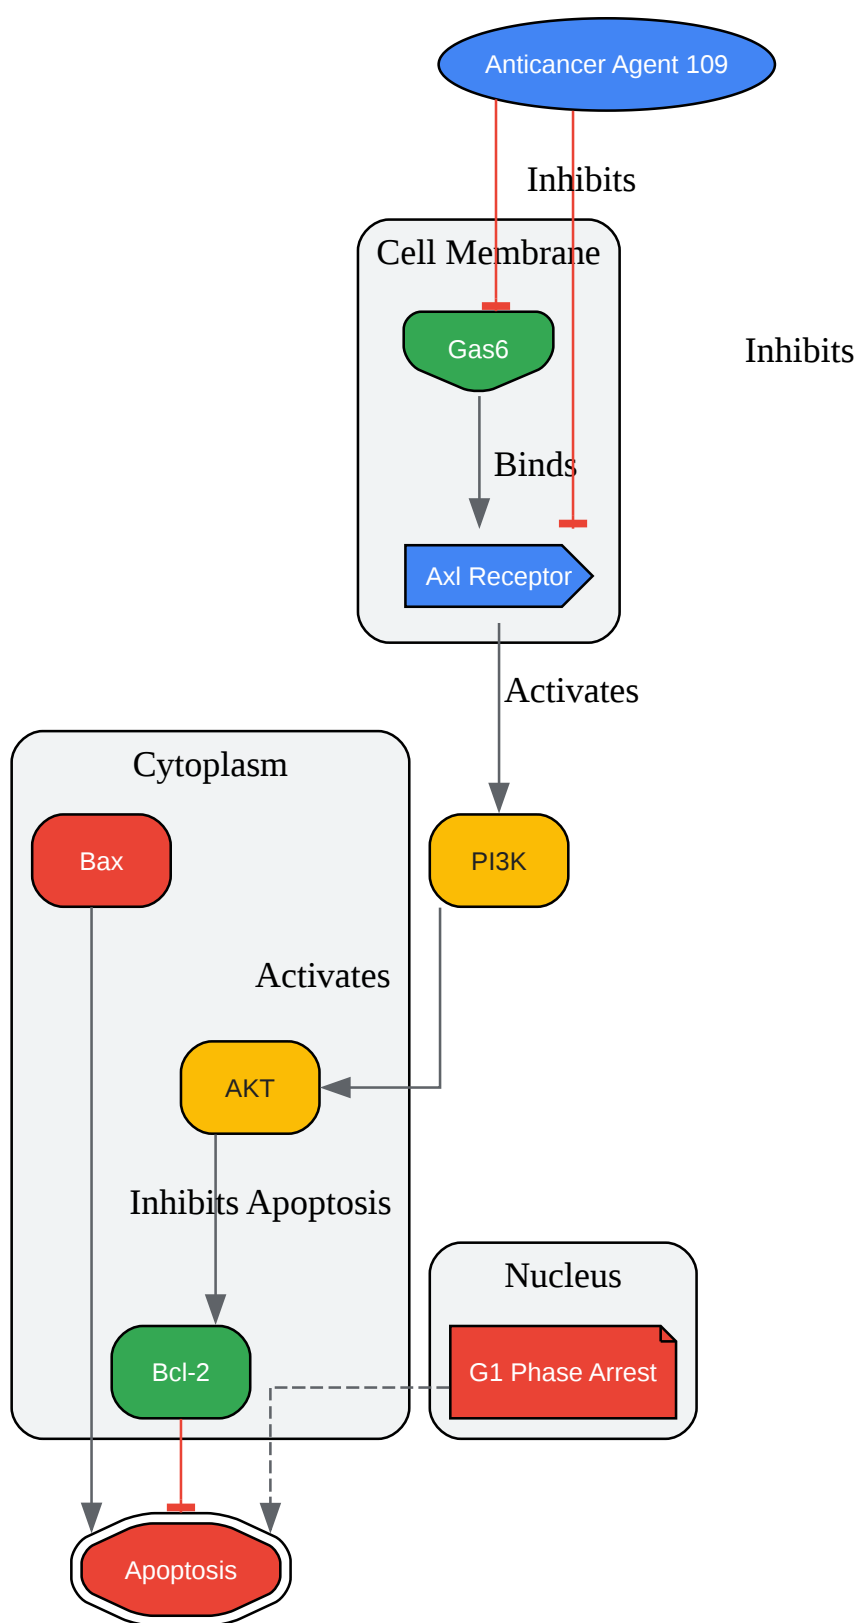 Anticancer Agent 109
Inhibits
Cell Membrane
Gas6
Inhibits
Binds
Axl Receptor
Activates
Cytoplasm
Bax
PI3K
Activates
AKT
Inhibits Apoptosis
Nucleus
Bcl-2
G1 Phase Arrest
Apoptosis